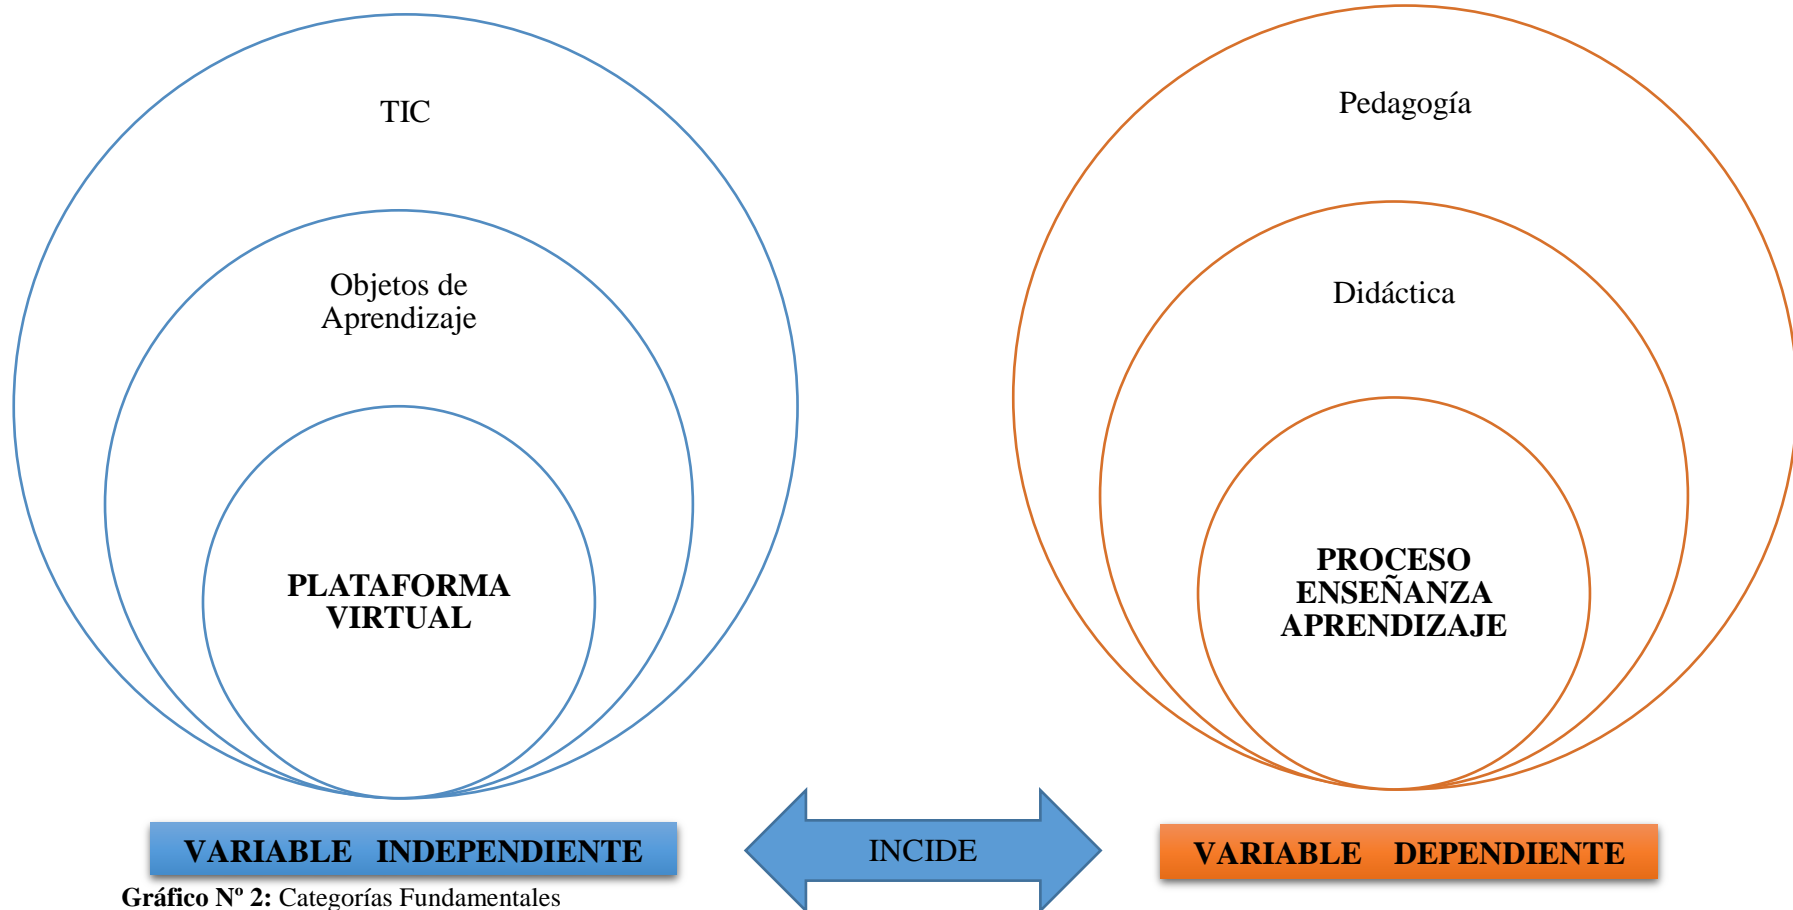 TIC
Objetos de
Aprendizaje
PLATAFORMA
VIRTUAL
Pedagogía
Didáctica
PROCESO
ENSEÑANZA
APRENDIZAJE
VARIABLE INDEPENDIENTE
INCIDE
VARIABLE DEPENDIENTE
Gráfico Nº 2: Categorías Fundamentales